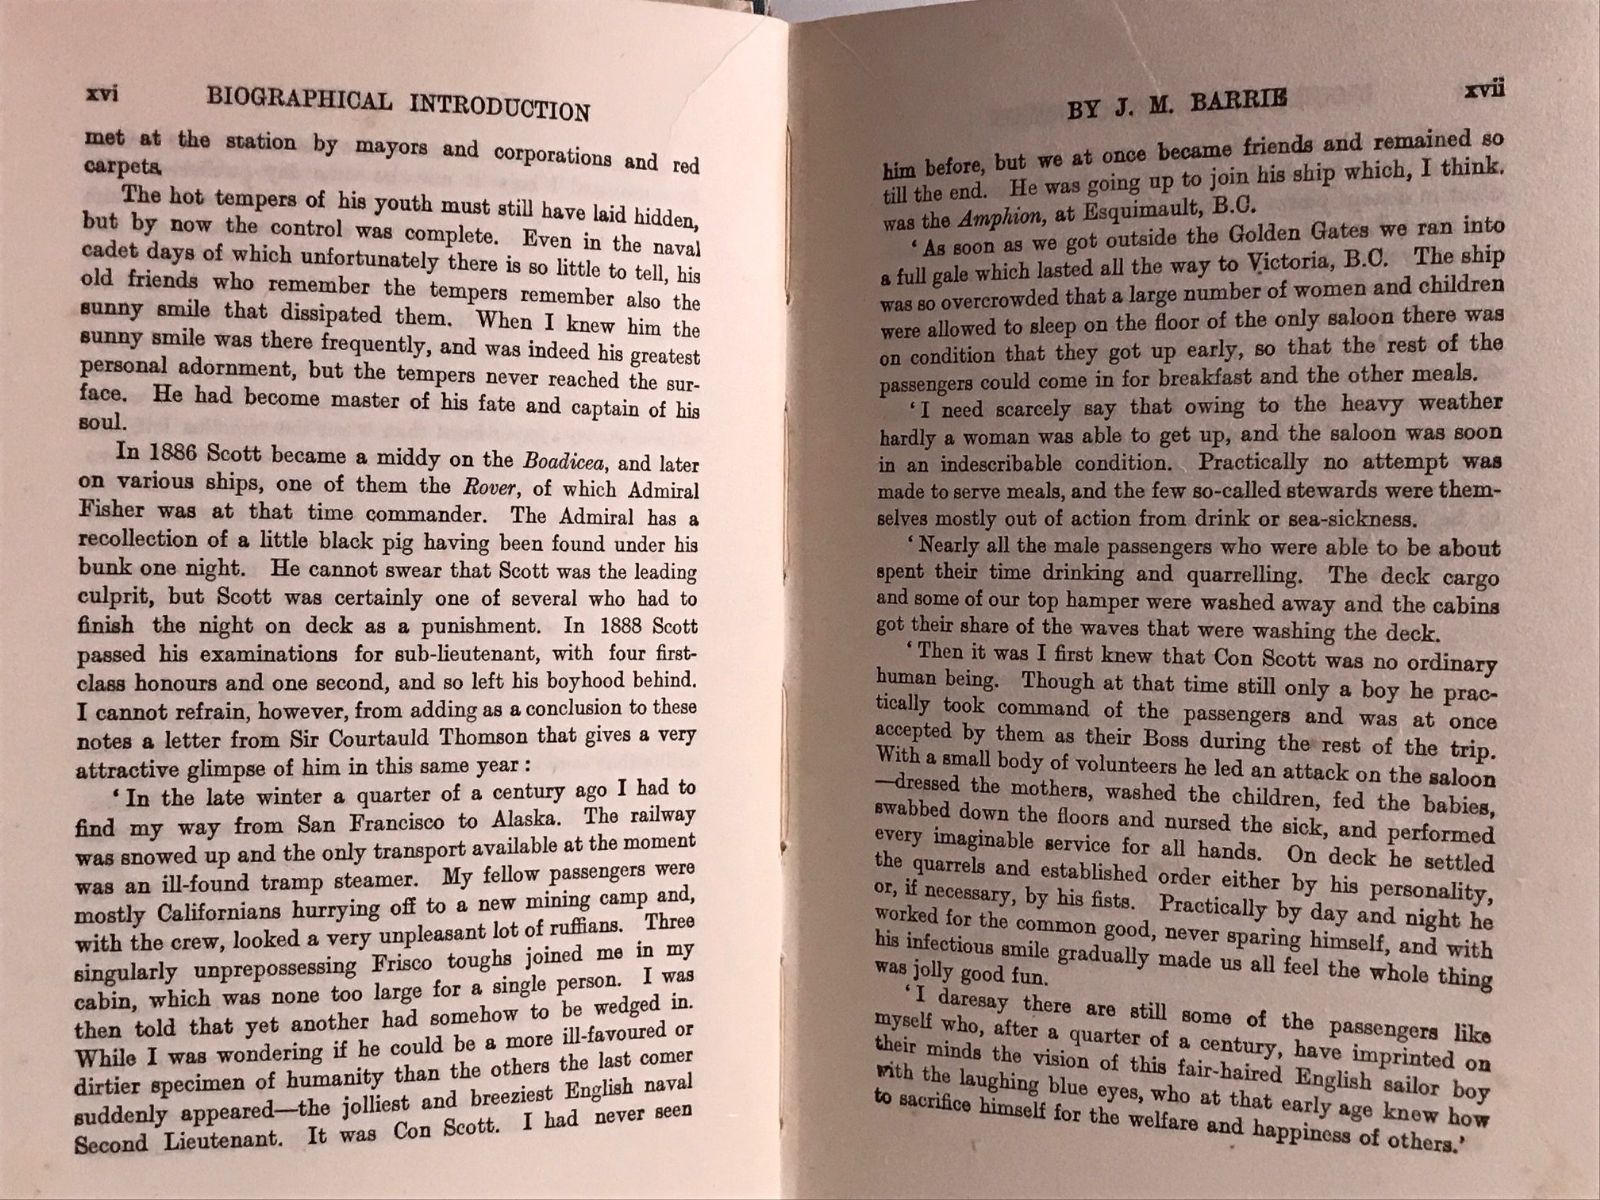 xvi BIOGRAPHICAL INTRODUCTION
met at the station by mayors and corporations and red
carpets.
The hot tempers of his youth must still have laid hidden,
but by now the control was complete. Even in the naval
cadet days of which unfortunately there is so little to tell, his
old friends who remember the tempers remember also the
sunny smile that dissipated them. When I knew him the
sunny smile was there frequently, and was indeed his greatest
personal adornment, but the tempers never reached the sur-
face. He had become master of his fate and captain of his
soul.
In 1886 Scott became a middy on the Boadicea, and later
on various ships, one of them the Rover, of which Admiral
Fisher was at that time commander. The Admiral has a
recollection of a little black pig having been found under his
bunk one night. He cannot swear that Scott was the leading
culprit, but Scott was certainly one of several who had to
finish the night on deck as a punishment. In 1888 Scott
passed his examinations for sub-lieutenant, with four first-
class honours and one second, and so left his boyhood behind.
I cannot refrain, however, from adding as a conclusion to these
notes a letter from Sir Courtauld Thomson that gives a very
attractive glimpse of him in this same year :
‘ In the late winter a quarter of a century ago I had to
find my way from San Francisco to Alaska. The railway
was snowed up and the only transport available at the moment
was an ill-found tramp steamer. My fellow passengers were
mostly Californians hurrying off to a new mining camp and,
with the crew, looked a very unpleasant lot of ruffians. Three
singularly unprepossessing Frisco toughs joined me in my
cabin, which was none too large for a single person. I was
then told that yet another had somehow to be wedged in.
While I was wondering if he could be a more ill-favoured or
dirtier specimen of humanity than the others the last comer
suddenly appeared—the jolliest and breeziest English naval
Second Lieutenant. It was Con Scott. I had never seen
BY J. M. BARRIE xvii
him before, but we at once became friends and remained so
till the end. He was going up to join his ship which, I think.
was the Amphion, at Esquimault, B.C.
‘ As soon as we got outside the Golden Gates we ran into
a full gale which lasted all the way to Victoria, B.C. The ship
was so overcrowded that a large number of women and children
were allowed to sleep on the floor of the only saloon there was
on condition that they got up early, so that the rest of the
passengers could come in for breakfast and the other meals.
‘ I need scarcely say that owing to the heavy weather
hardly a woman was able to get up, and the saloon was soon
in an indescribable condition. Practically no attempt was
made to serve meals, and the few so-called stewards were them-
selves mostly out of action from drink or sea-sickness.
‘ Nearly all the male passengers who were able to be about
spent their time drinking and quarrelling. The deck cargo
and some of our top hamper were washed away and the cabins
got their share of the waves that were washing the deck.
‘ Then it was I first knew that Con Scott was no ordinary
human being. Though at that time still only a boy he prac-
tically took command of the passengers and was at once
accepted by them as their Boss during the rest of the trip.
With a small body of volunteers he led an attack on the saloon
—dressed the mothers, washed the children, fed the babies,
swabbed down the floors and nursed the sick, and performed
every imaginable service for all hands. On deck he settled
the quarrels and established order either by his personality,
or, if necessary, by his fists. Practically by day and night he
worked for the common good, never sparing himself, and with
his infectious smile gradually made us all feel the whole thing
was jolly good fun.
‘ I daresay there are still some of the passengers like
myself who, after a quarter of a century, have imprinted on
their minds the vision of this fair-haired English sailor boy
with the laughing blue eyes, who at that early age knew how
to sacrifice himself for the welfare and happiness of others.’